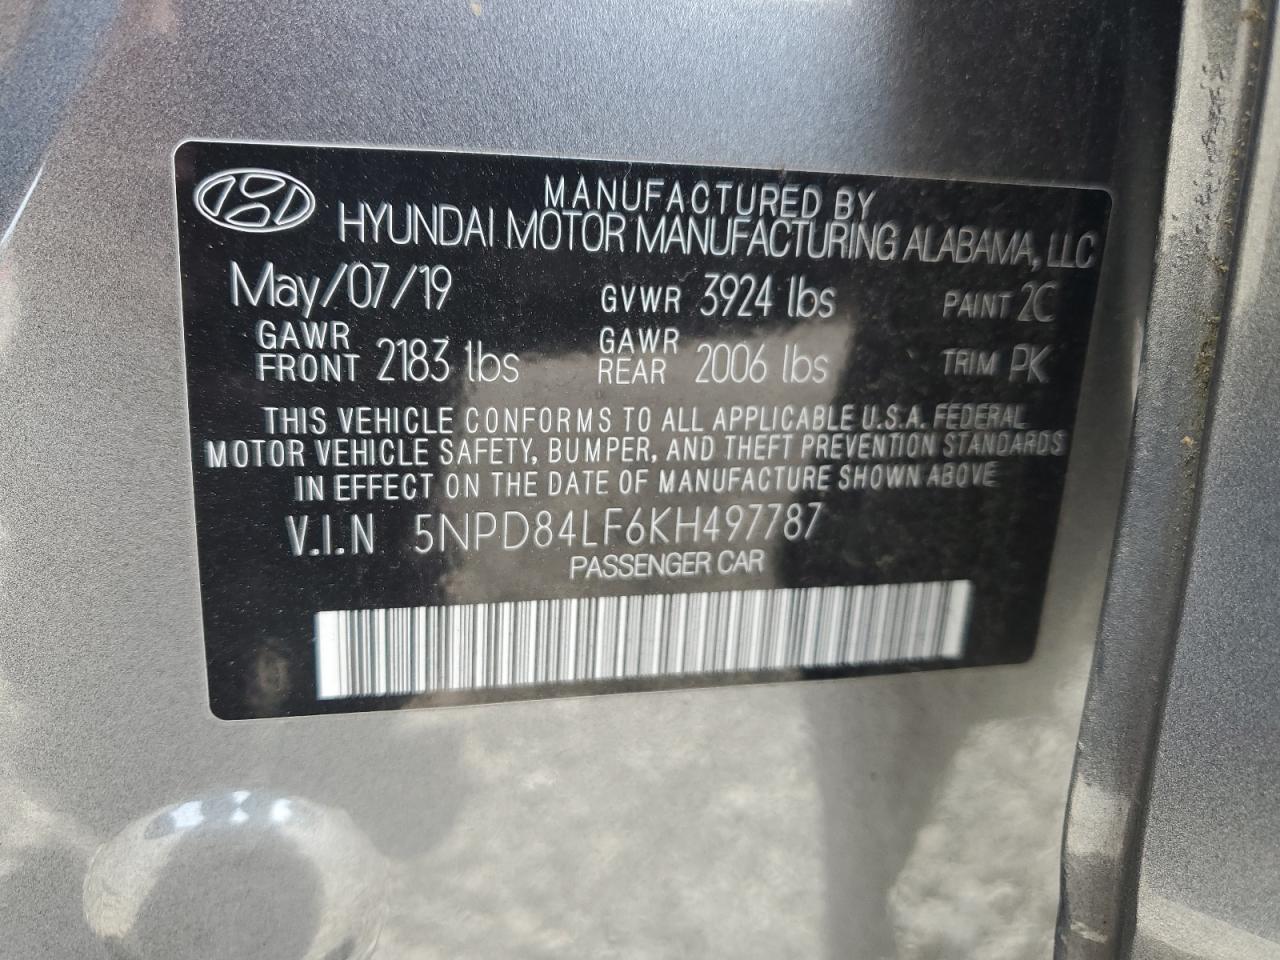 MANUFACTURED BY
HYUNDAI MOTOR MANUFACTURING ALABAMA, LLC
May/07/19 GVWR 3924 lbs PAINT 2C
GAWR FRONT 2183 lbs GAWR REAR 2006 lbs TRIM PK
THIS VEHICLE CONFORMS TO ALL APPLICABLE U.S.A. FEDERAL
MOTOR VEHICLE SAFETY, BUMPER, AND THEFT PREVENTION STANDARDS
IN EFFECT ON THE DATE OF MANUFACTURE SHOWN ABOVE
V.I.N 5NPD84LF6KH497787
PASSENGER CAR